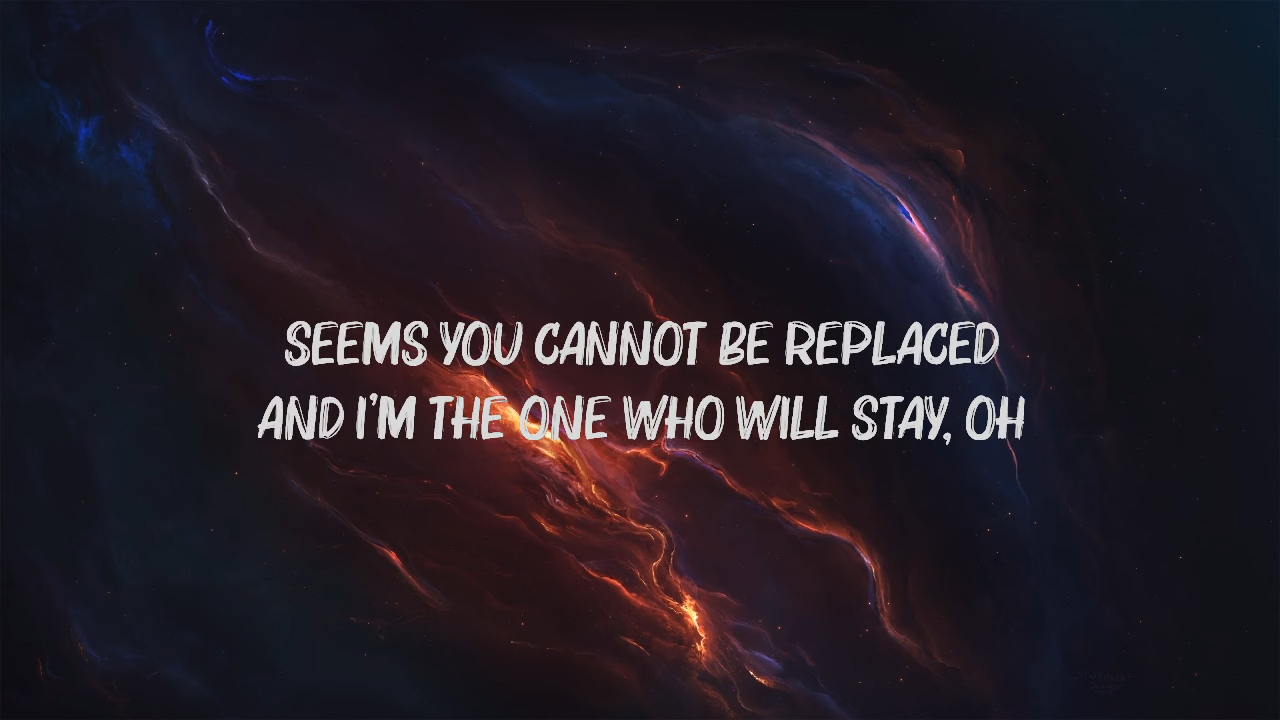 SEEMS YOU CANNOT BE REPLACED
AND I'M THE ONE WHO WILL STAY, OH